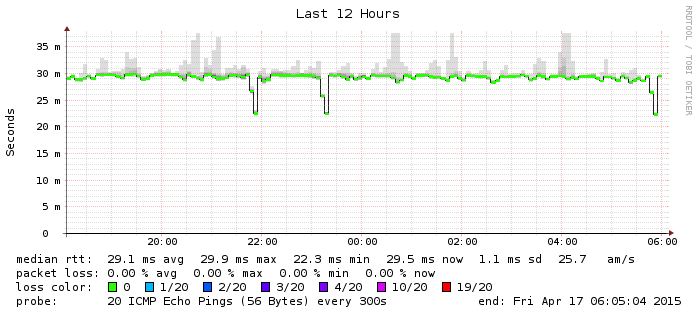 Last 12 Hours
RRDTOOL / TOBI OETIKER
Seconds
35 m
30 m
25 m
20 m
15 m
10 m
5 m
0
20:00 22:00 00:00 02:00 04:00 06:00
median rtt: 29.1 ms avg 29.9 ms max 22.3 ms min 29.5 ms now 1.1 ms sd 25.7 am/s
packet loss: 0.00 % avg 0.00 % max 0.00 % min 0.00 % now
loss color: 0 1/20 2/20 3/20 4/20 10/20 19/20
probe: 20 ICMP Echo Pings (56 Bytes) every 300s end: Fri Apr 17 06:05:04 2015